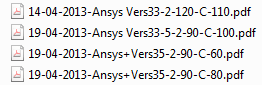 14-04-2013-Ansys Vers33-2-120-C-110.pdf
19-04-2013-Ansys Vers33-5-2-90-C-100.pdf
19-04-2013-Ansys+Vers35-2-90-C-60.pdf
19-04-2013-Ansys+Vers35-2-90-C-80.pdf